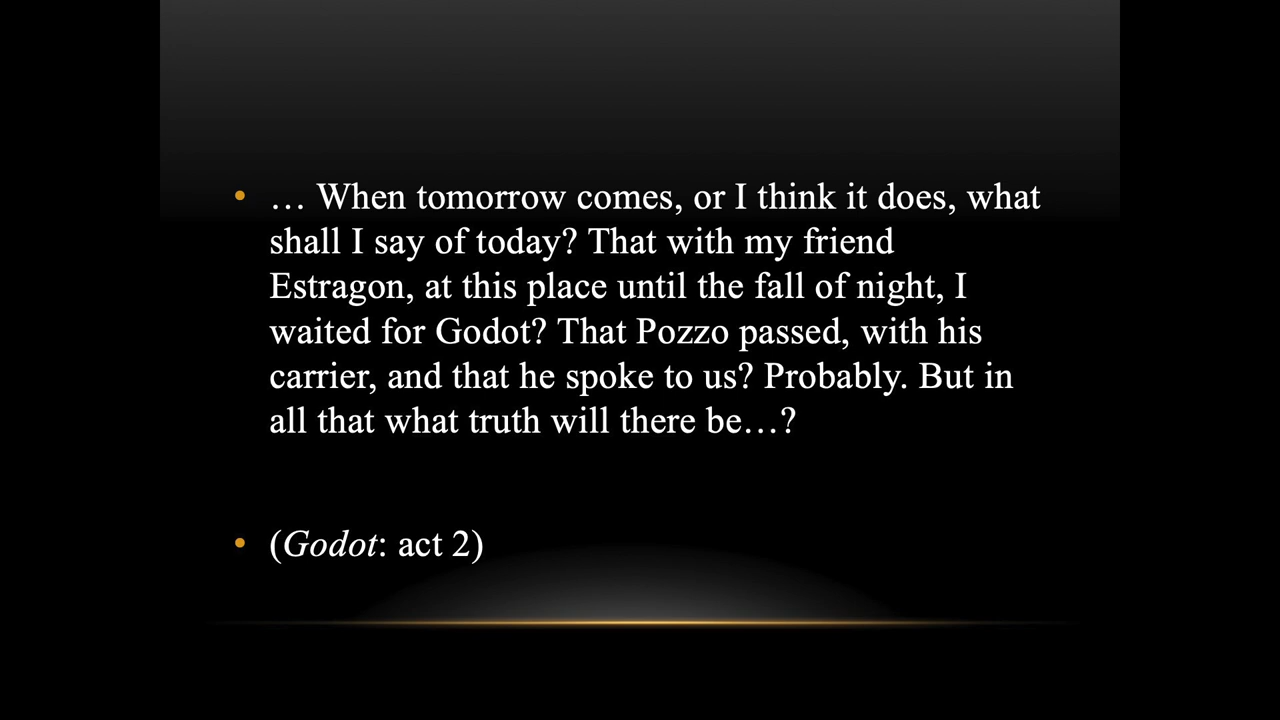 • … When tomorrow comes, or I think it does, what
shall I say of today? That with my friend
Estragon, at this place until the fall of night, I
waited for Godot? That Pozzo passed, with his
carrier, and that he spoke to us? Probably. But in
all that what truth will there be…?
• (Godot: act 2)